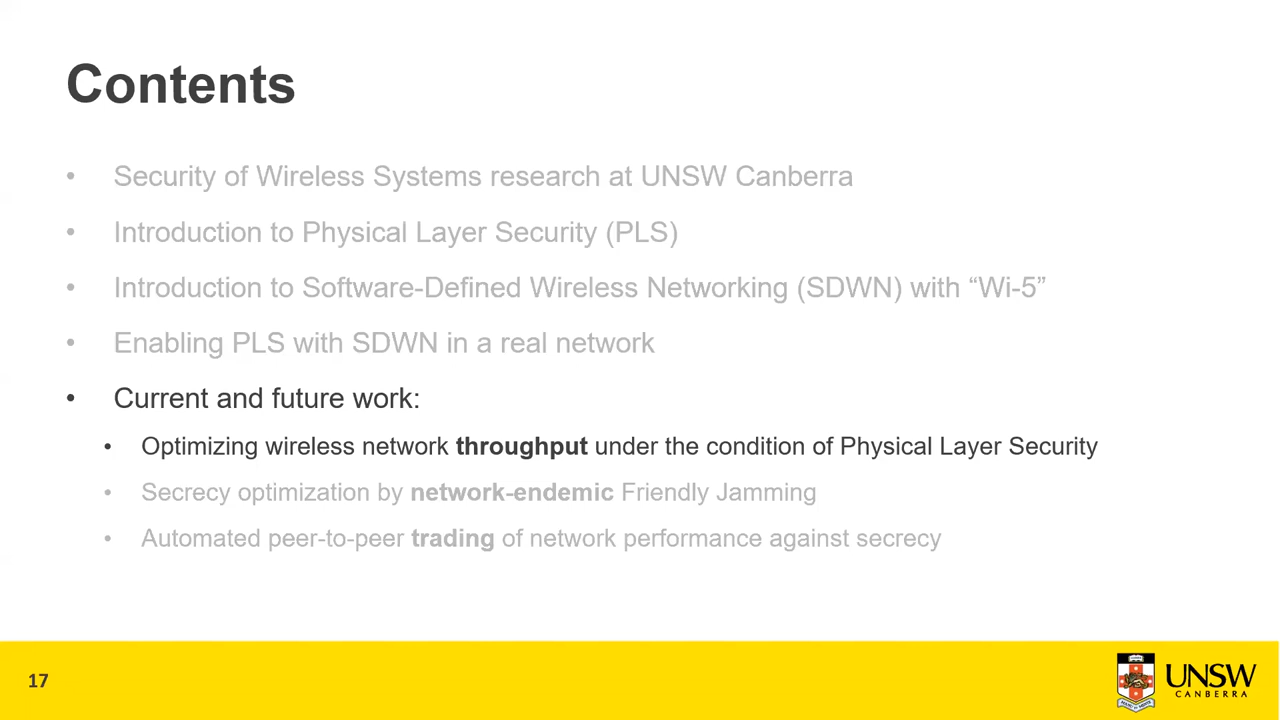 Contents
• Security of Wireless Systems research at UNSW Canberra
• Introduction to Physical Layer Security (PLS)
• Introduction to Software-Defined Wireless Networking (SDWN) with “Wi-5”
• Enabling PLS with SDWN in a real network
• Current and future work:
• Optimizing wireless network throughput under the condition of Physical Layer Security
• Secrecy optimization by network-endemic Friendly Jamming
• Automated peer-to-peer trading of network performance against secrecy
17
UNSW
CANBERRA